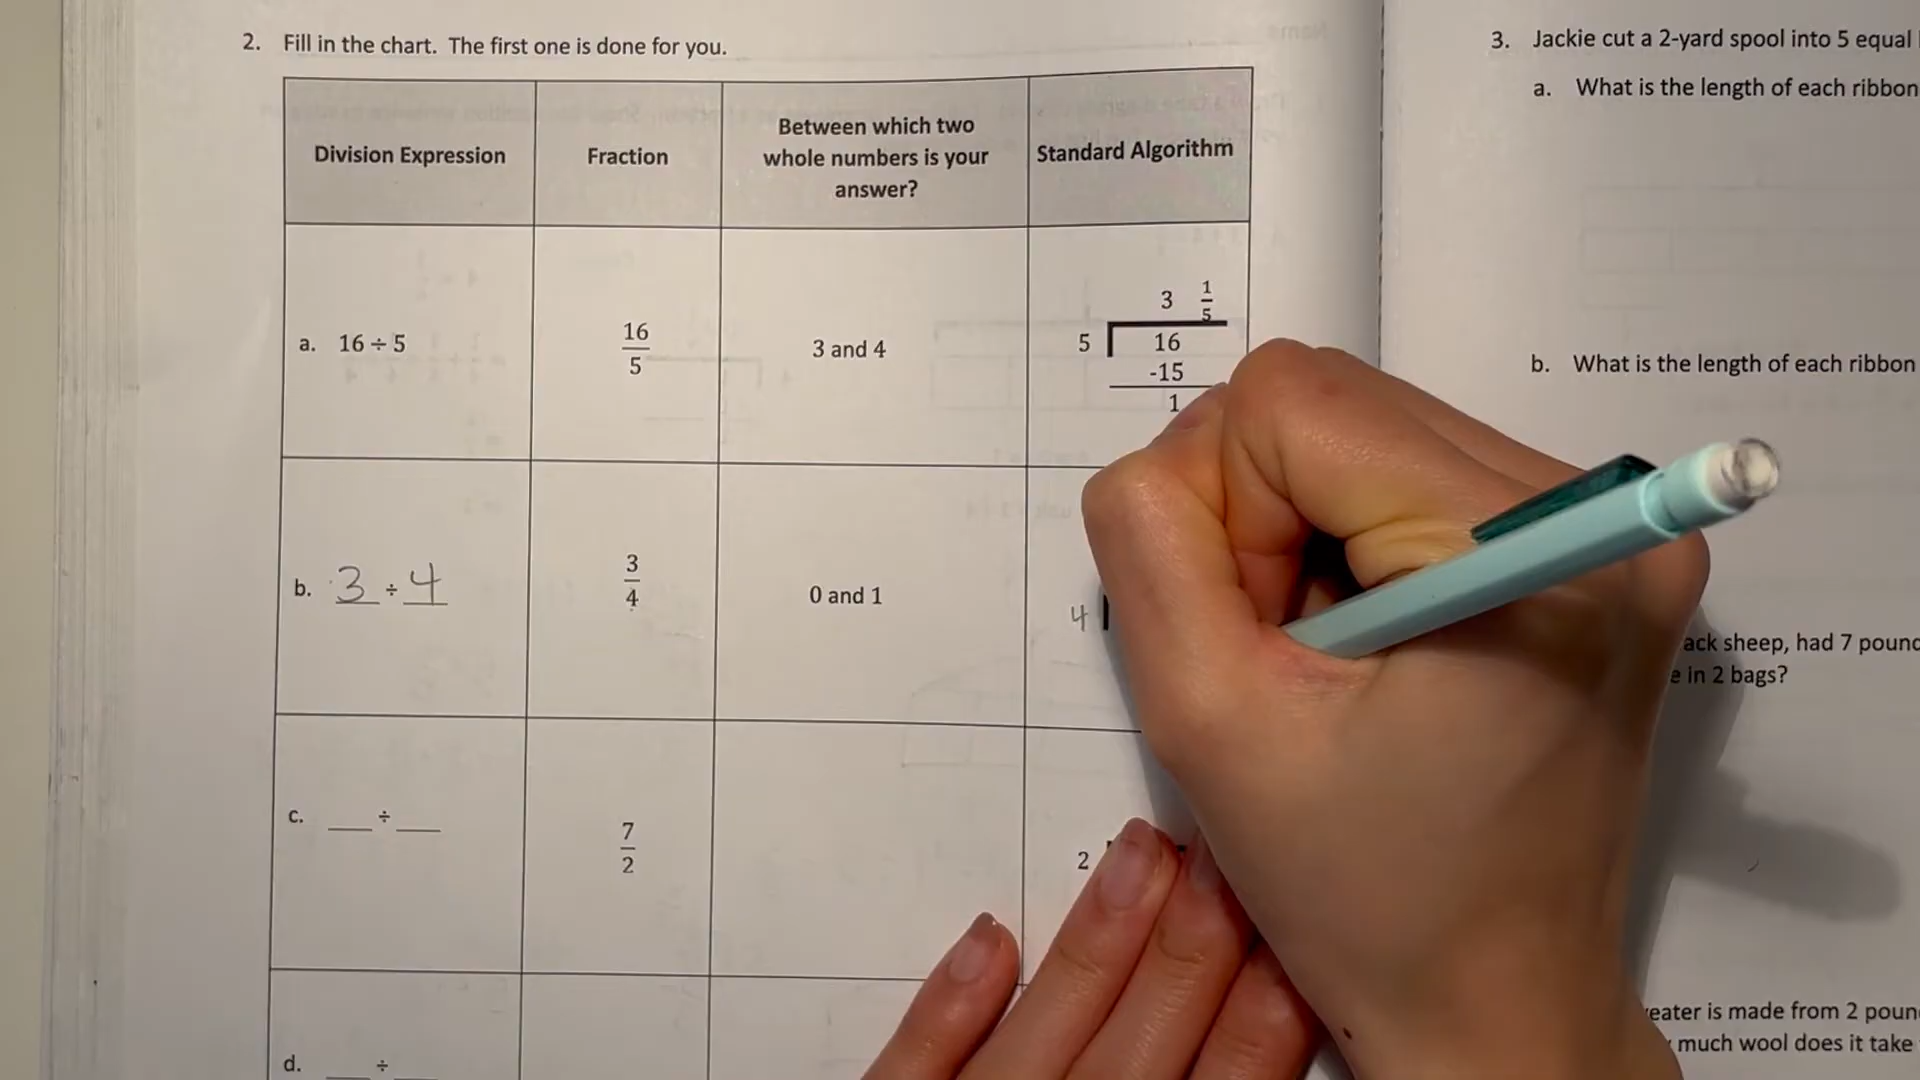 2. Fill in the chart. The first one is done for you.
Division Expression
Fraction
Between which two
whole numbers is your
answer?
Standard Algorithm
a. 16 ÷ 5
16
5
3 and 4
3 1
5
5 16
-15
1
b. 3 ÷ 4
3
4
0 and 1
4
c. ___ ÷ ___
7
2
2
d. ___ ÷ ___
3. Jackie cut a 2-yard spool into 5 equal
a. What is the length of each ribbon
b. What is the length of each ribbon
ack sheep, had 7 poun
e in 2 bags?
eater is made from 2 poun
much wool does it take